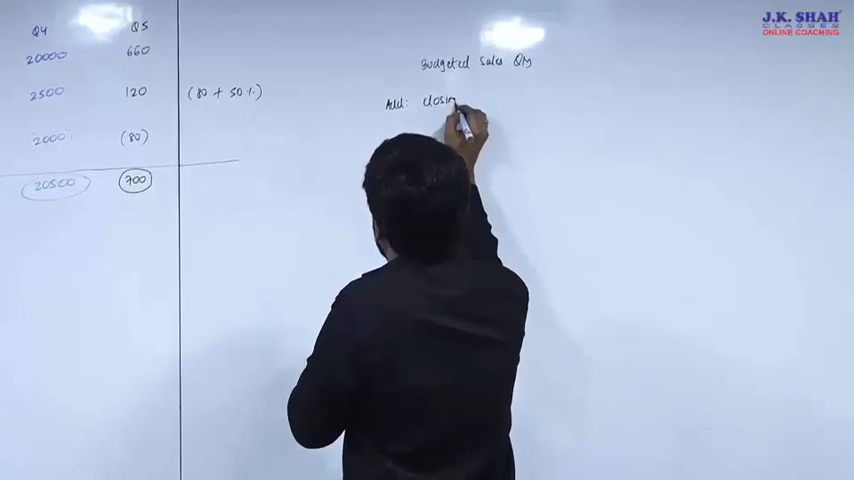 J.K. SHAH
CLASSES
ONLINE COACHING
Q4 Q5
20000 660
2500 120 (80 + 50%)
2000 (80)
20500 700
Budgeted Sales Qty
Add: closin